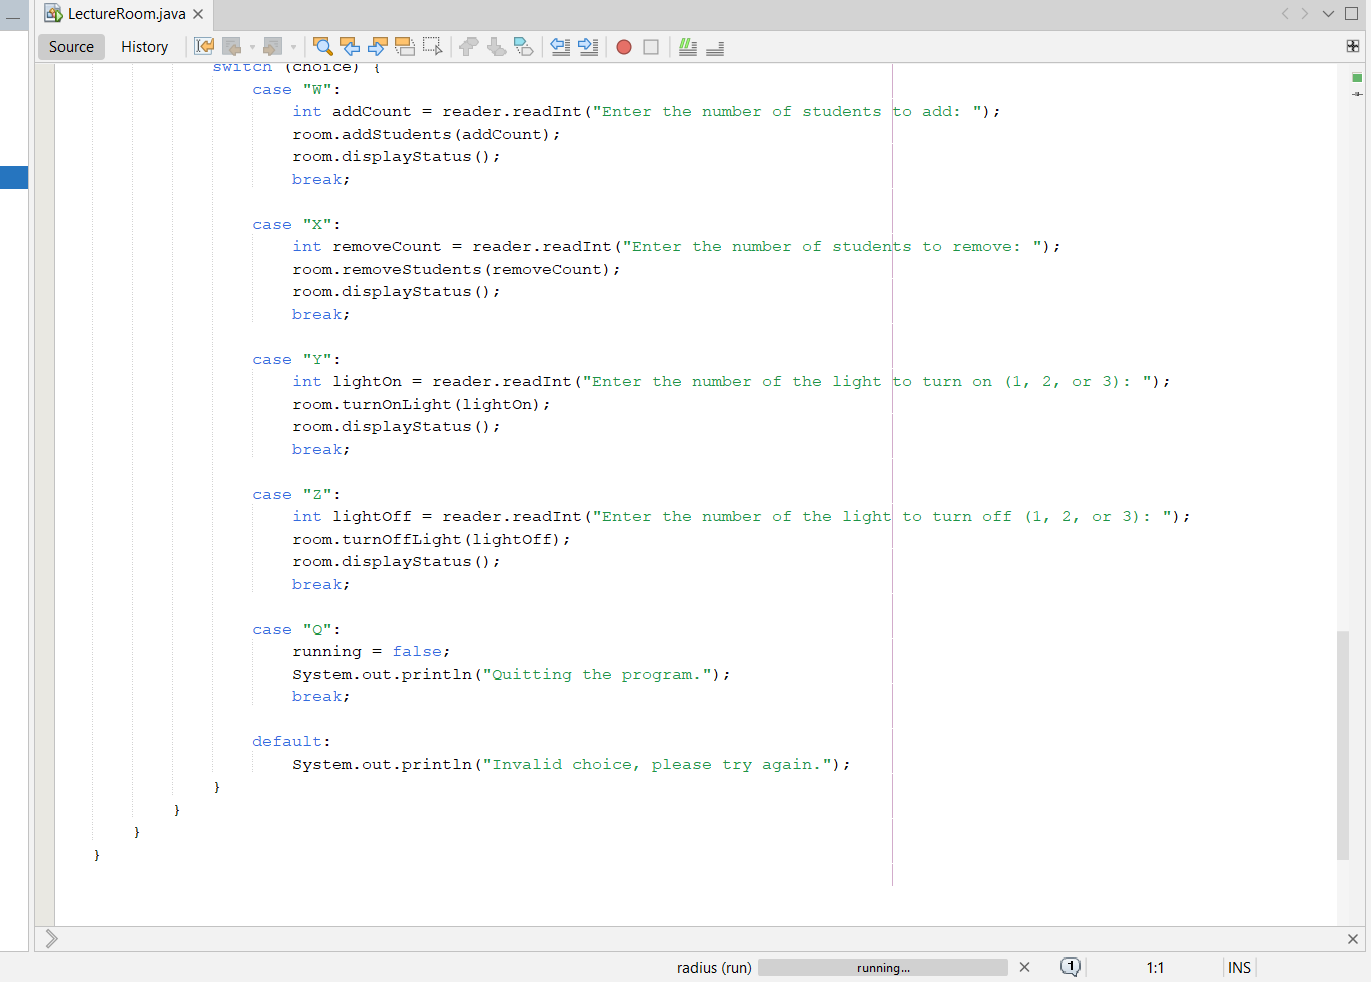 LectureRoom.java
Source History
switch (choice) {
case "W":
int addCount = reader.readInt("Enter the number of students to add: ");
room.addStudents(addCount);
room.displayStatus();
break;
case "X":
int removeCount = reader.readInt("Enter the number of students to remove: ");
room.removeStudents(removeCount);
room.displayStatus();
break;
case "Y":
int lightOn = reader.readInt("Enter the number of the light to turn on (1, 2, or 3): ");
room.turnOnLight(lightOn);
room.displayStatus();
break;
case "Z":
int lightOff = reader.readInt("Enter the number of the light to turn off (1, 2, or 3): ");
room.turnOffLight(lightOff);
room.displayStatus();
break;
case "Q":
running = false;
System.out.println("Quitting the program.");
break;
default:
System.out.println("Invalid choice, please try again.");
}
}
}
}
radius (run) running... 1 1:1 INS